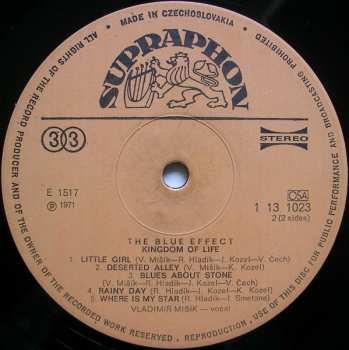 MADE IN CZECHOSLOVAKIA
ALL RIGHTS OF THE RECORD PRODUCER AND OF THE OWNER OF THE RECORDED WORK RESERVED . REPRODUCTION . USE OF THIS DISC FOR PUBLIC PERFORMANCE AND BROADCASTING PROHIBITED
SUPRAPHON
33
STEREO
E 1517
℗ 1971
OSA
1 13 1023
2 (2 sides)
THE BLUE EFFECT
KINGDOM OF LIFE
1. LITTLE GIRL (V. Mišík—R. Hladík—J. Kozel—V. Čech)
2. DESERTED ALLEY (V. Mišík—K. Kozel)
3. BLUES ABOUT STONE
(V. Mišík—R. Hladík—J. Kozel—V. Čech)
4. RAINY DAY (R. Hladík—J. Kozel)
5. WHERE IS MY STAR (R. Hladík—I. Smetane)
VLADIMÍR MIŠÍK — vocal